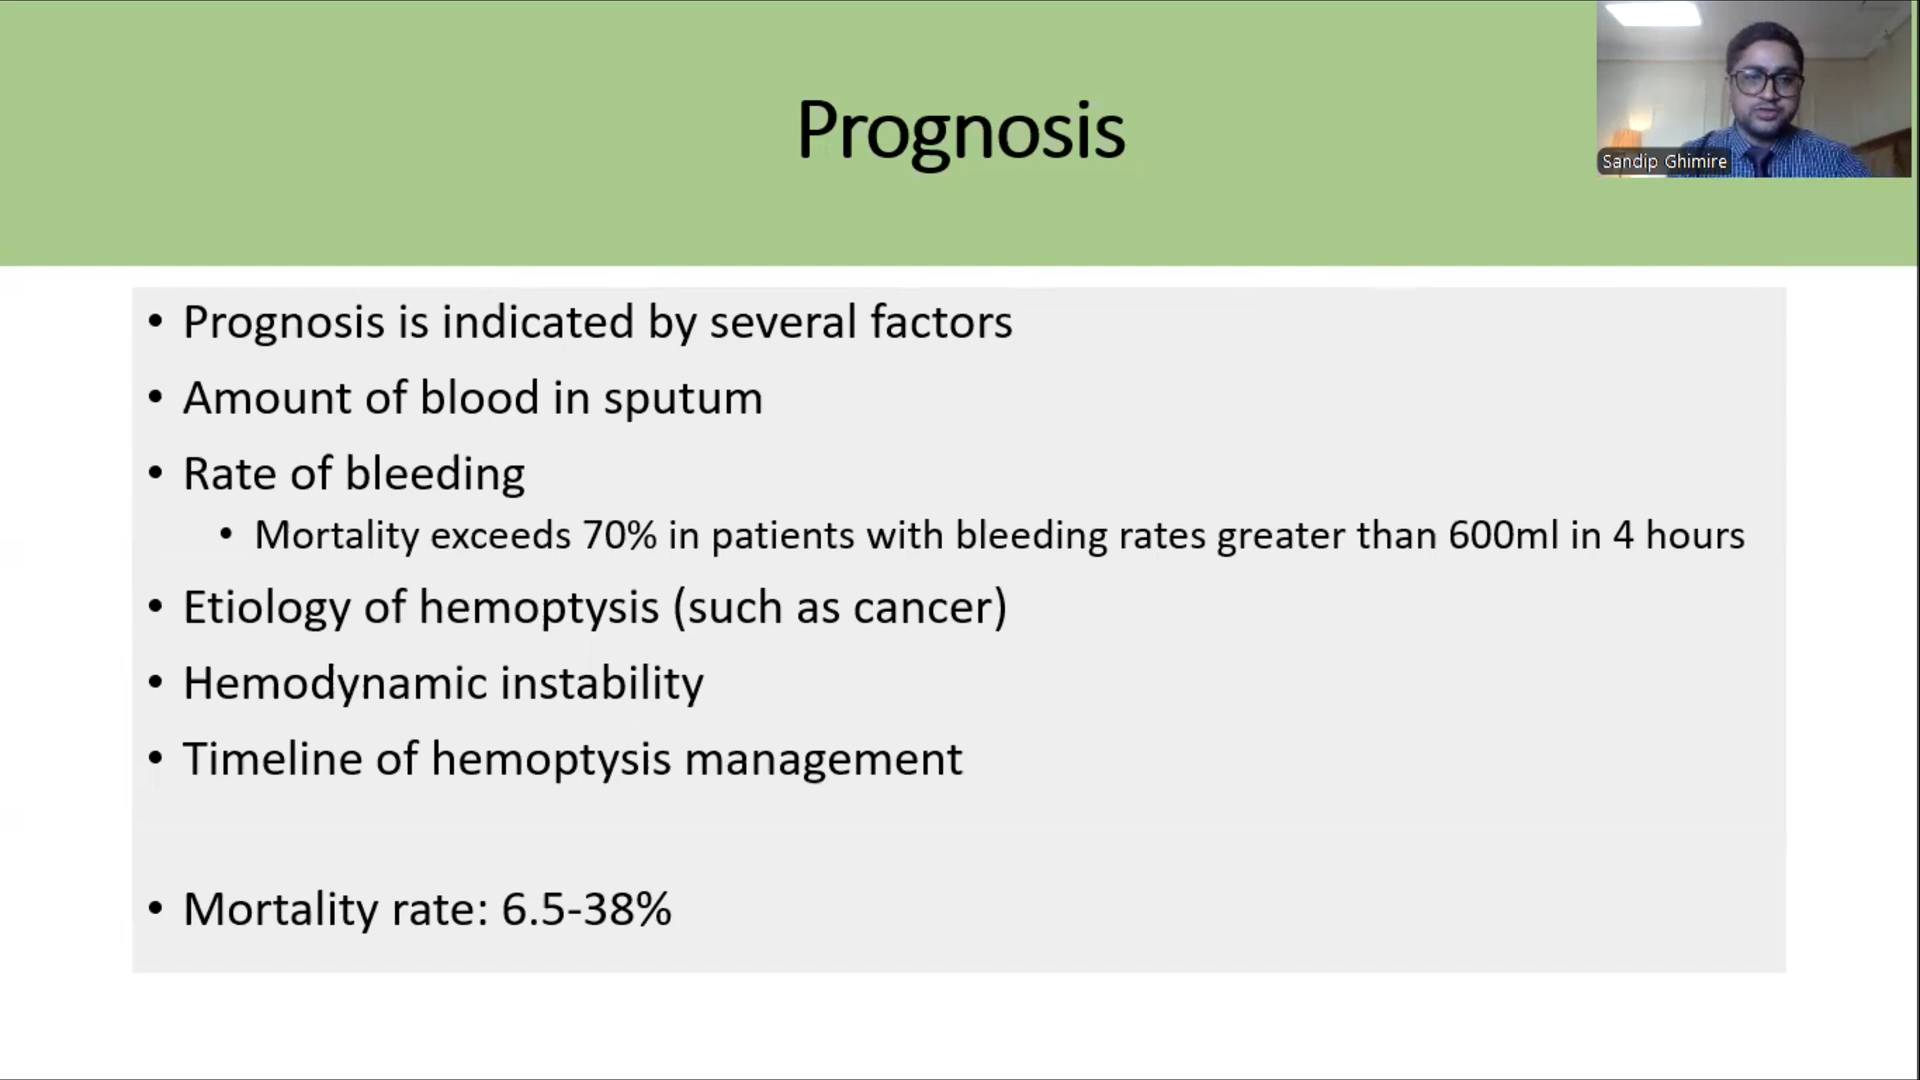 Prognosis
Sandip Ghimire
• Prognosis is indicated by several factors
• Amount of blood in sputum
• Rate of bleeding
• Mortality exceeds 70% in patients with bleeding rates greater than 600ml in 4 hours
• Etiology of hemoptysis (such as cancer)
• Hemodynamic instability
• Timeline of hemoptysis management
• Mortality rate: 6.5-38%